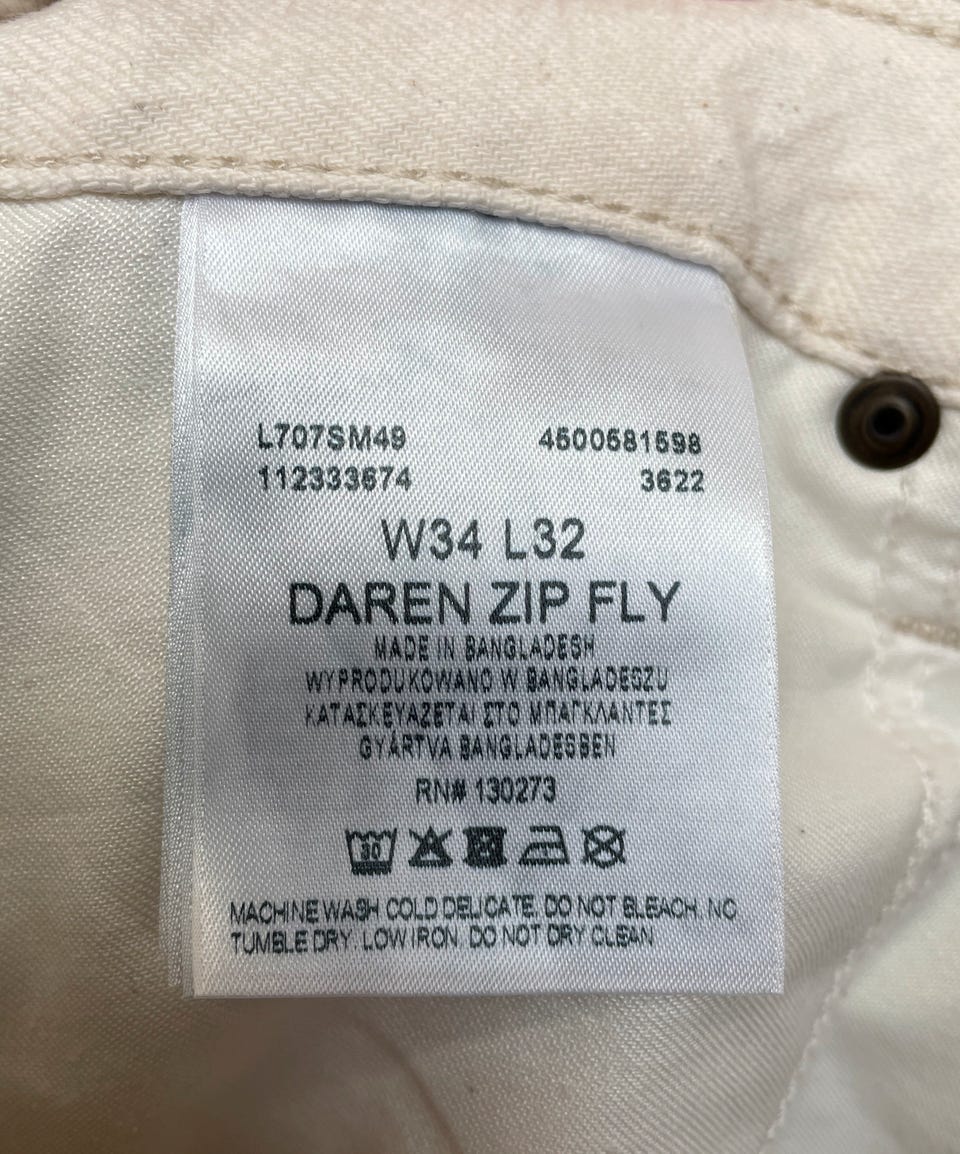 L707SM49 4500581598
112333674 3622
W34 L32
DAREN ZIP FLY
MADE IN BANGLADESH
WYPRODUKOWANO W BANGLADESZU
ΚΑΤΑΣΚΕΥΑΖΕΤΑΙ ΣΤΟ ΜΠΑΓΚΛΑΝΤΕΣ
GYÁRTVA BANGLADESBEN
RN# 130273
30
MACHINE WASH COLD DELICATE. DO NOT BLEACH. NO
TUMBLE DRY. LOW IRON. DO NOT DRY CLEAN